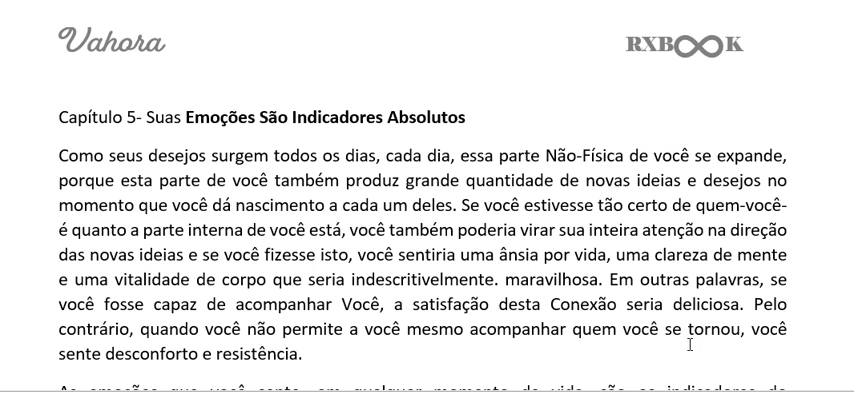 Vahora
RXBOOK
Capítulo 5- Suas Emoções São Indicadores Absolutos
Como seus desejos surgem todos os dias, cada dia, essa parte Não-Física de você se expande,
porque esta parte de você também produz grande quantidade de novas ideias e desejos no
momento que você dá nascimento a cada um deles. Se você estivesse tão certo de quem-você-
é quanto a parte interna de você está, você também poderia virar sua inteira atenção na direção
das novas ideias e se você fizesse isto, você sentiria uma ânsia por vida, uma clareza de mente
e uma vitalidade de corpo que seria indescritivelmente. maravilhosa. Em outras palavras, se
você fosse capaz de acompanhar Você, a satisfação desta Conexão seria deliciosa. Pelo
contrário, quando você não permite a você mesmo acompanhar quem você se tornou, você
sente desconforto e resistência.